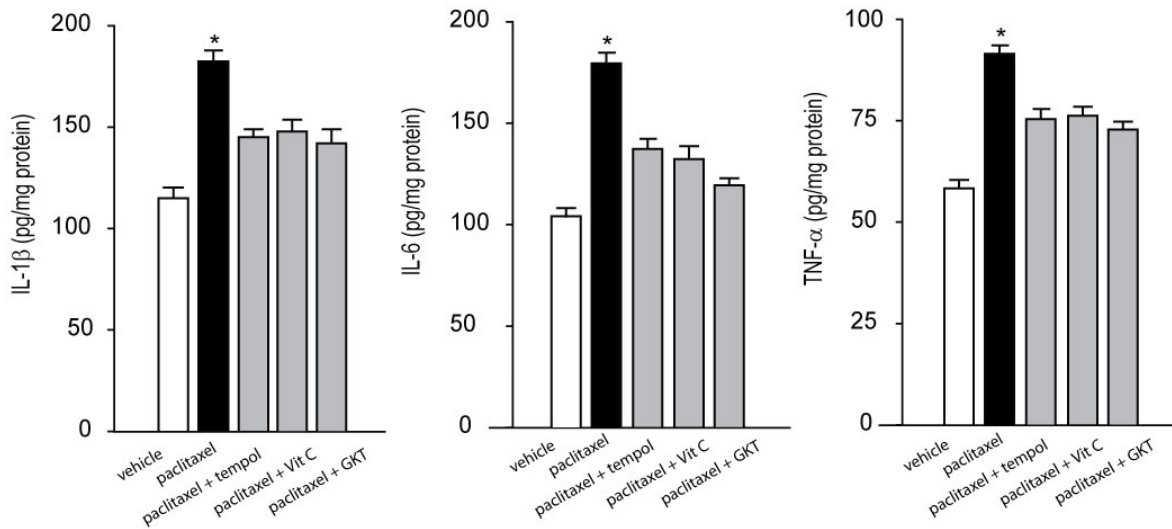 IL-1β (pg/mg protein)
200
150
100
50
0
*
vehicle
paclitaxel
paclitaxel + tempol
paclitaxel + Vit C
paclitaxel + GKT
IL-6 (pg/mg protein)
200
150
100
50
0
*
vehicle
paclitaxel
paclitaxel + tempol
paclitaxel + Vit C
paclitaxel + GKT
TNF-α (pg/mg protein)
100
75
50
25
0
*
vehicle
paclitaxel
paclitaxel + tempol
paclitaxel + Vit C
paclitaxel + GKT